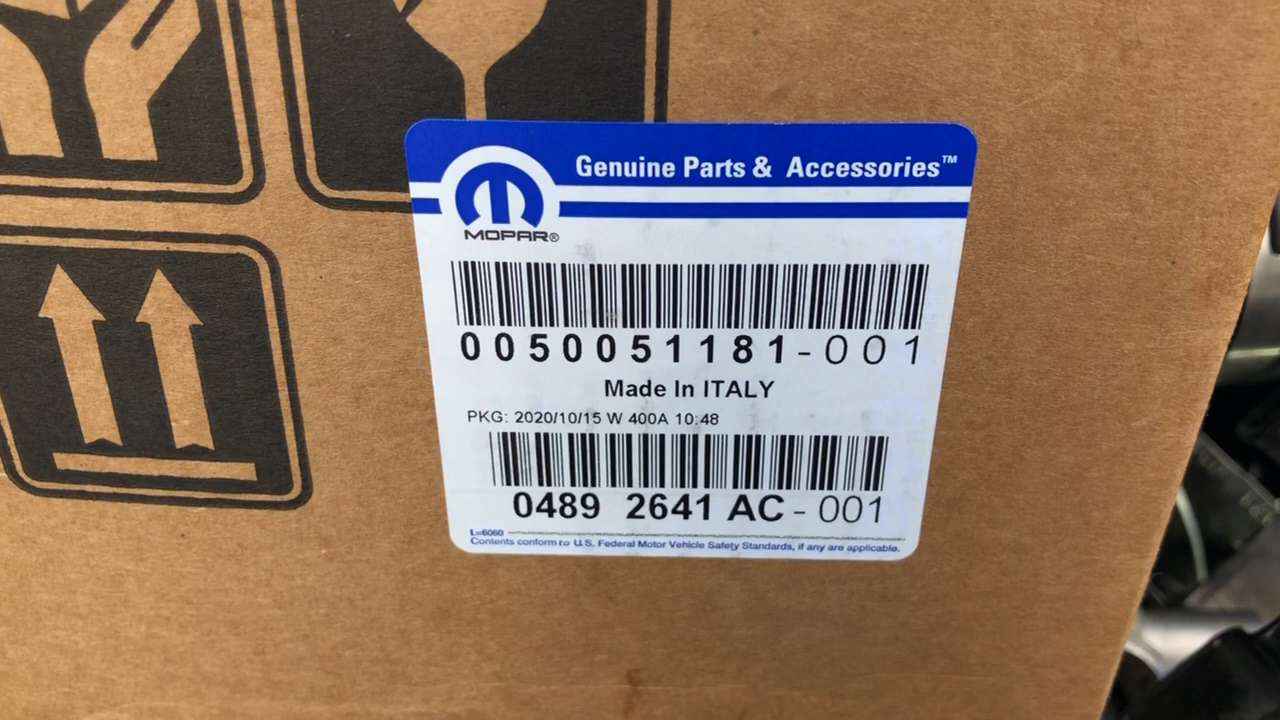 Genuine Parts & Accessories™
MOPAR®
0050051181-001
Made In ITALY
PKG: 2020/10/15 W 400A 10:48
0489 2641 AC - 001
Contents conform to U.S. Federal Motor Vehicle Safety Standards, if any are applicable.